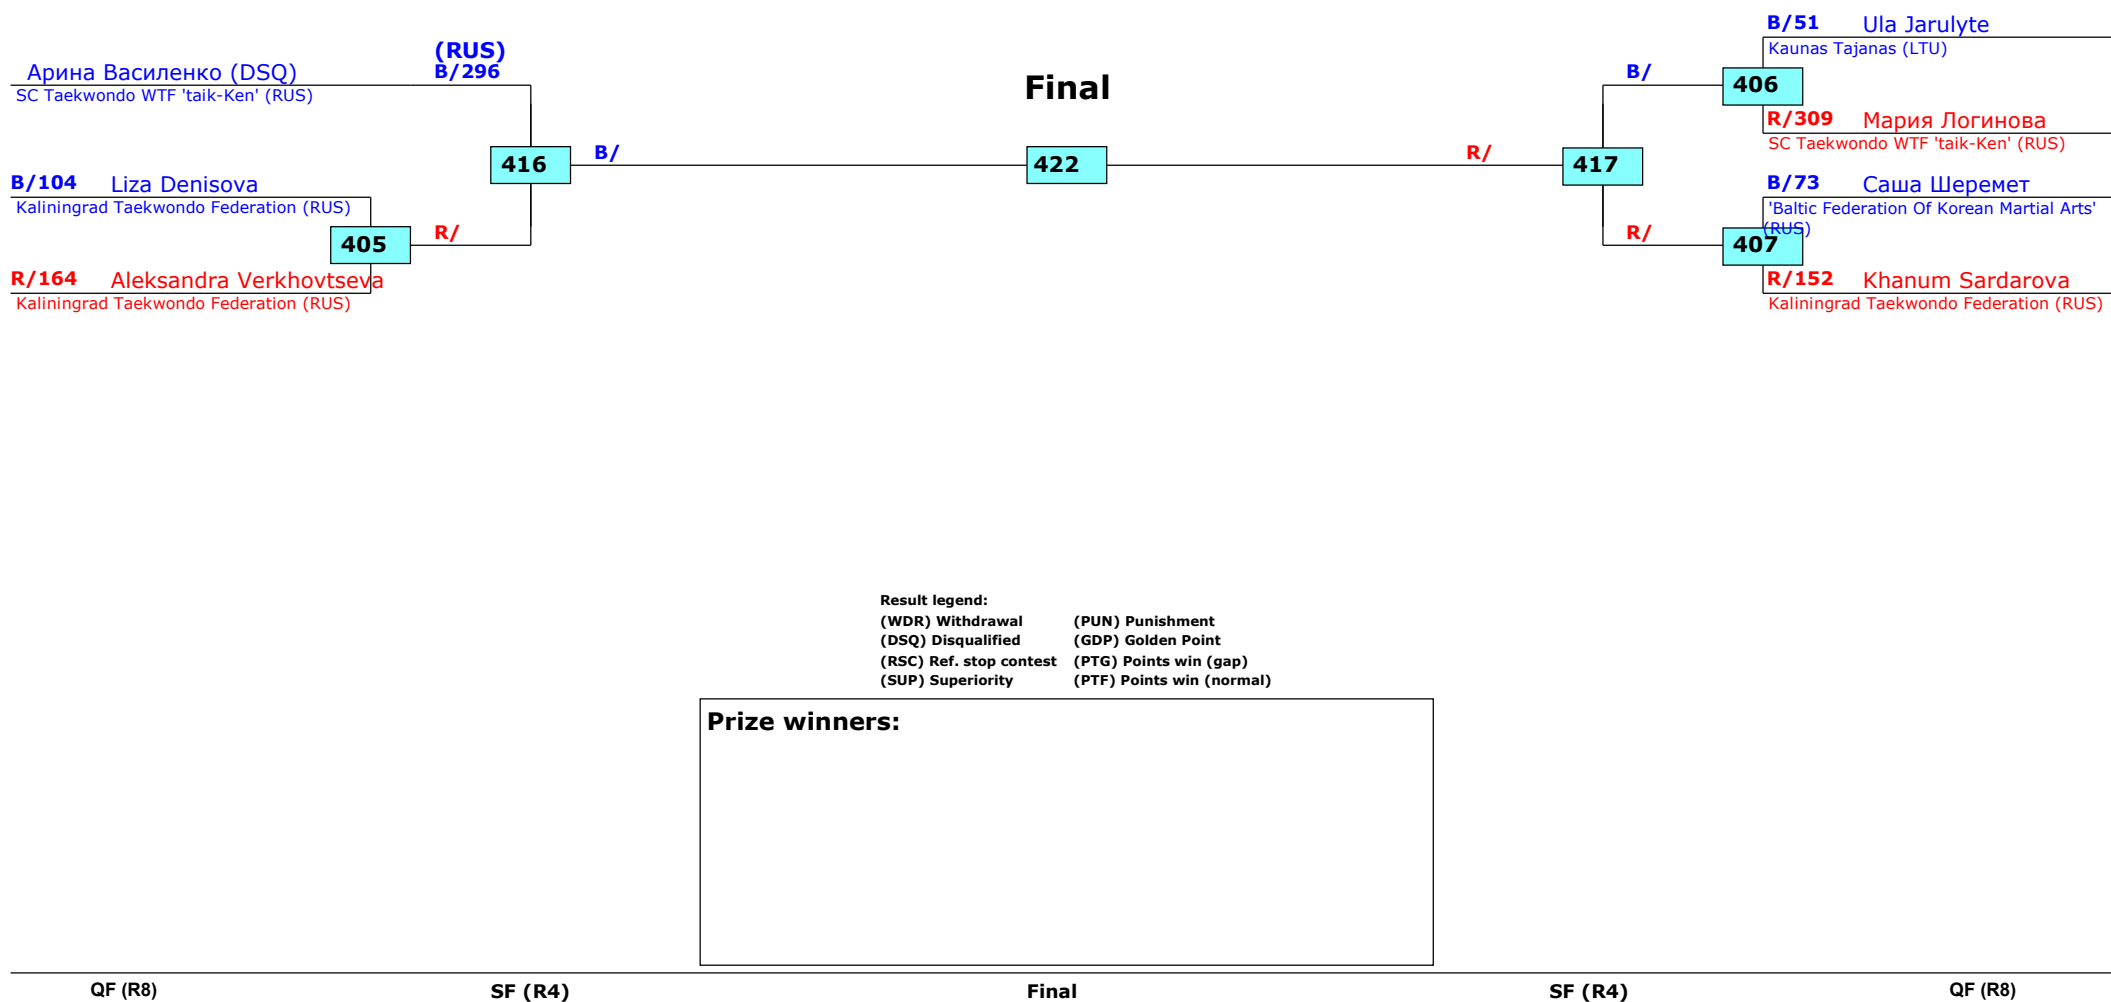 (RUS)
Арина Василенко (DSQ)
B/296
SC Taekwondo WTF 'taik-Ken' (RUS)
416
B/
B/104 Liza Denisova
Kaliningrad Taekwondo Federation (RUS)
405
R/
R/164 Aleksandra Verkhovtseva
Kaliningrad Taekwondo Federation (RUS)
Final
422
B/51 Ula Jarulyte
Kaunas Tajanas (LTU)
B/
406
R/309 Мария Логинова
SC Taekwondo WTF 'taik-Ken' (RUS)
R/
417
B/73 Саша Шеремет
'Baltic Federation Of Korean Martial Arts'
(RUS)
R/
407
R/152 Khanum Sardarova
Kaliningrad Taekwondo Federation (RUS)
Result legend:
(WDR) Withdrawal (PUN) Punishment
(DSQ) Disqualified (GDP) Golden Point
(RSC) Ref. stop contest (PTG) Points win (gap)
(SUP) Superiority (PTF) Points win (normal)
Prize winners:
QF (R8) SF (R4) Final SF (R4) QF (R8)